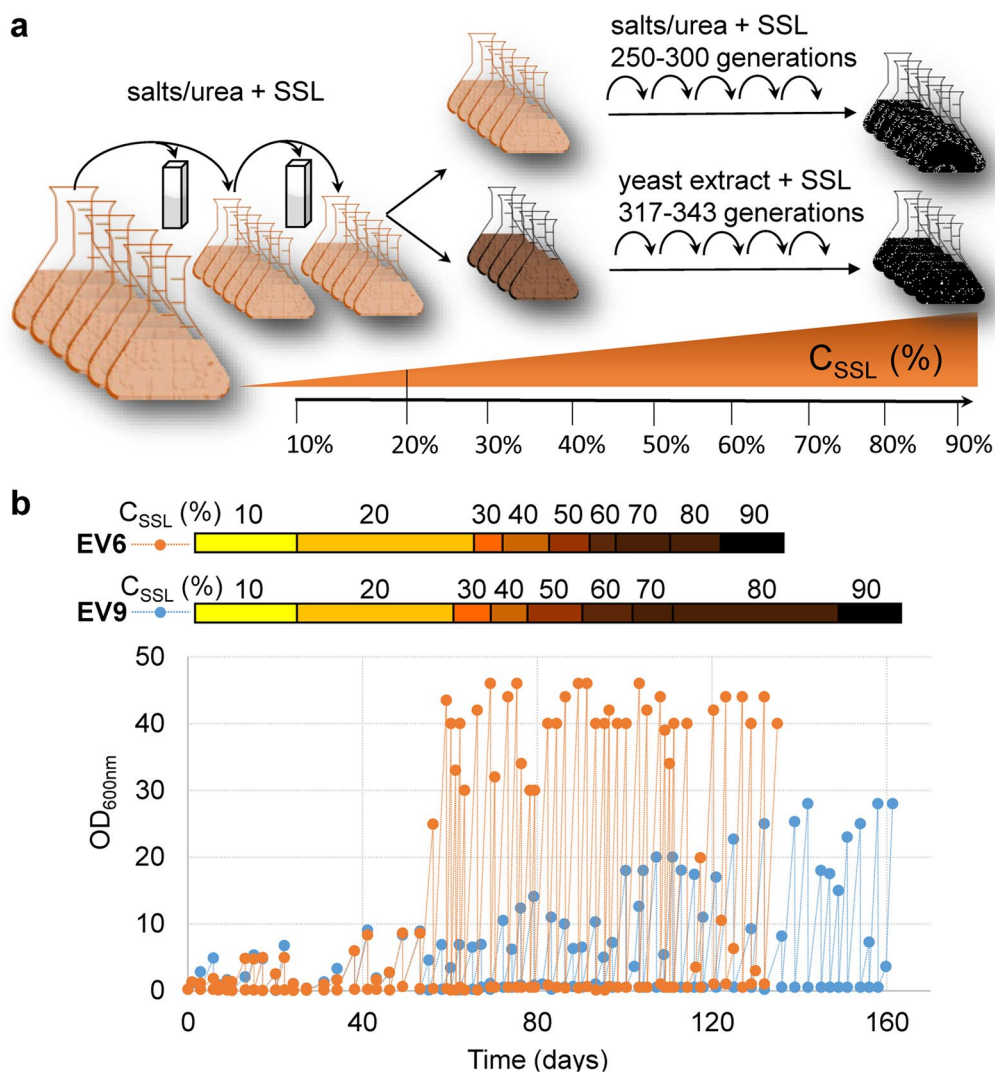 a
salts/urea + SSL
salts/urea + SSL
250-300 generations
yeast extract + SSL
317-343 generations
C_SSL (%)
10% 20% 30% 40% 50% 60% 70% 80% 90%
b
C_SSL (%) 10 20 30 40 50 60 70 80 90
EV6
C_SSL (%) 10 20 30 40 50 60 70 80 90
EV9
50
40
30
20
10
0
OD600nm
0 40 80 120 160
Time (days)